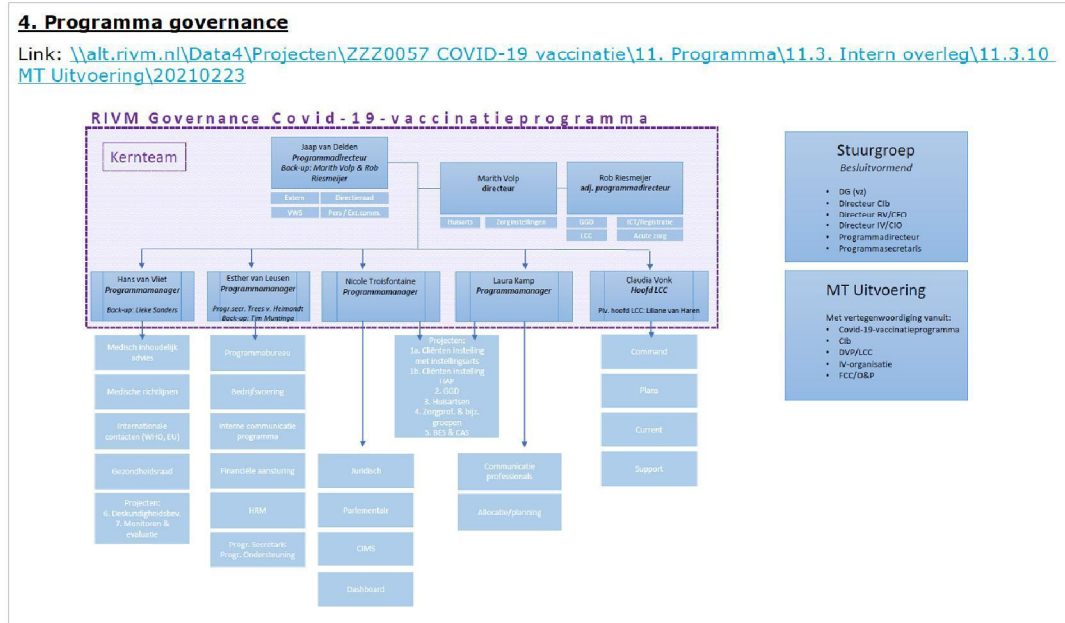 4. Programma governance
Link: \\alt.rivm.nl\Data4\Projecten\ZZZ0057 COVID-19 vaccinatie\11. Programma\11.3. Intern overleg\11.3.10
MT Uitvoering\20210223
RIVM Governance Covid-19-vaccinatieprogramma
Kernteam
Jaap van Delden
Programmadirecteur
Back-up: Marith Volp & Rob
Riesmeijer
Extern
Directieraad
VWS
Pers / Ext.comm.
Marith Volp
directeur
Huisarts
Zorginstellingen
Rob Riesmeijer
adj. programmadirecteur
GGD
ICT/Registratie
LCC
Acute zorg
Hans van Vliet
Programmamanager
Back-up: Lieke Sanders
Esther van Leusen
Programmamanager
Progr.secr. Trees v. Helmondt
Back-up: Tjm Muntinga
Nicole Troisfontaine
Programmamanager
Laura Kamp
Programmamanager
Claudia Vonk
Hoofd LCC
Plv. hoofd LCC: Liliane van Haren
Medisch inhoudelijk
advies
Medische richtlijnen
Internationale
contacten (WHO, EU)
Gezondheidsraad
Projecten:
6. Deskundigheidsbev.
7. Monitoren &
evaluatie
Programmabureau
Bedrijfsvoering
Interne communicatie
programma
Financiële aansturing
HRM
Progr. Secretaris
Progr. Ondersteuning
Juridisch
Parlementair
CIMS
Dashboard
Projecten:
1a. Cliënten instelling
met instellingsarts
1b. Cliënten instelling
HAP
2. GGD
3. Huisartsen
4. Zorgprof. & bijz.
groepen
5. BES & CAS
Communicatie
professionals
Allocatie/planning
Command
Plans
Current
Support
Stuurgroep
Besluitvormend
• DG (vz)
• Directeur CIb
• Directeur BV/CFO
• Directeur IV/CIO
• Programmadirecteur
• Programmasecretaris
MT Uitvoering
Met vertegenwoordiging vanuit:
• Covid-19-vaccinatieprogramma
• CIb
• DVP/LCC
• IV-organisatie
• FCC/O&P